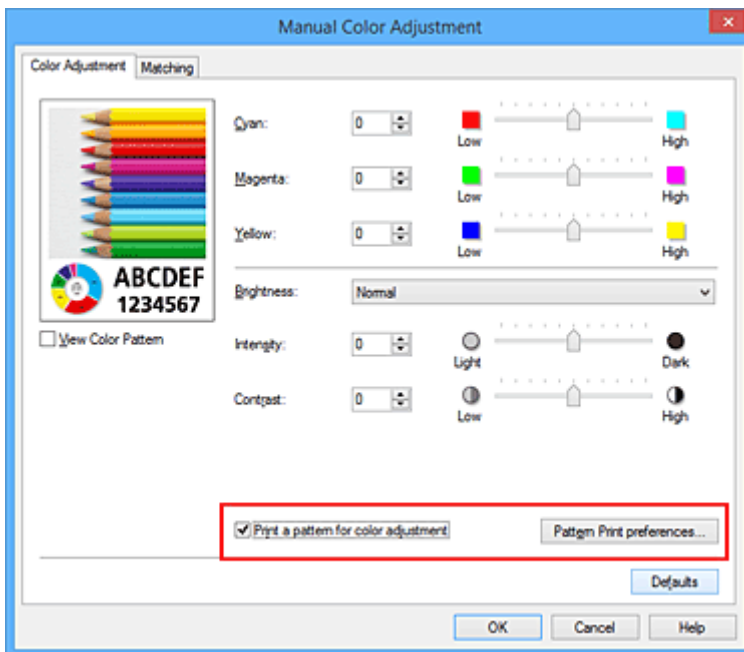 Manual Color Adjustment
Color Adjustment Matching
Cyan: 0 Low High
Magenta: 0 Low High
Yellow: 0 Low High
ABCDEF
1234567
View Color Pattern
Brightness: Normal
Intensity: 0 Light Dark
Contrast: 0 Low High
Print a pattern for color adjustment Pattern Print preferences...
Defaults
OK Cancel Help